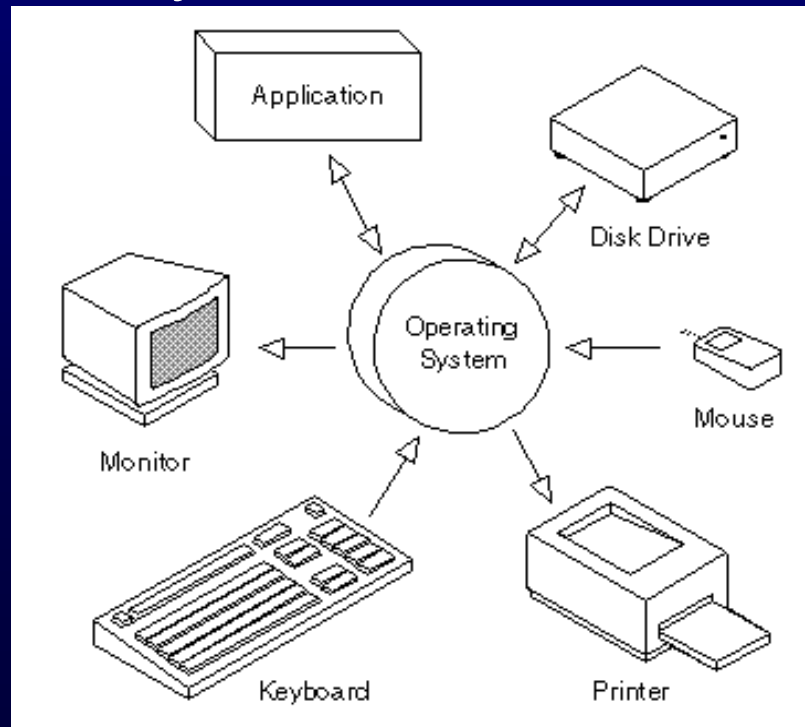 Application
Disk Drive
Operating
System
Mouse
Monitor
Keyboard
Printer